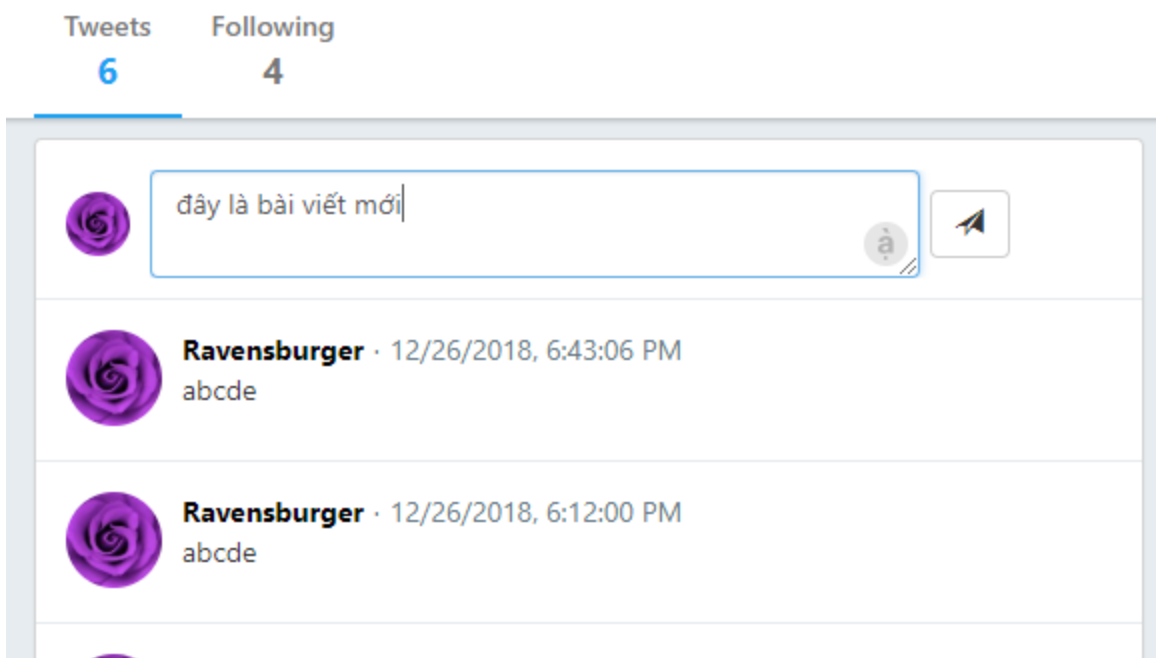 Tweets Following
6 4
đây là bài viết mới
ạ̀
Ravensburger · 12/26/2018, 6:43:06 PM
abcde
Ravensburger · 12/26/2018, 6:12:00 PM
abcde